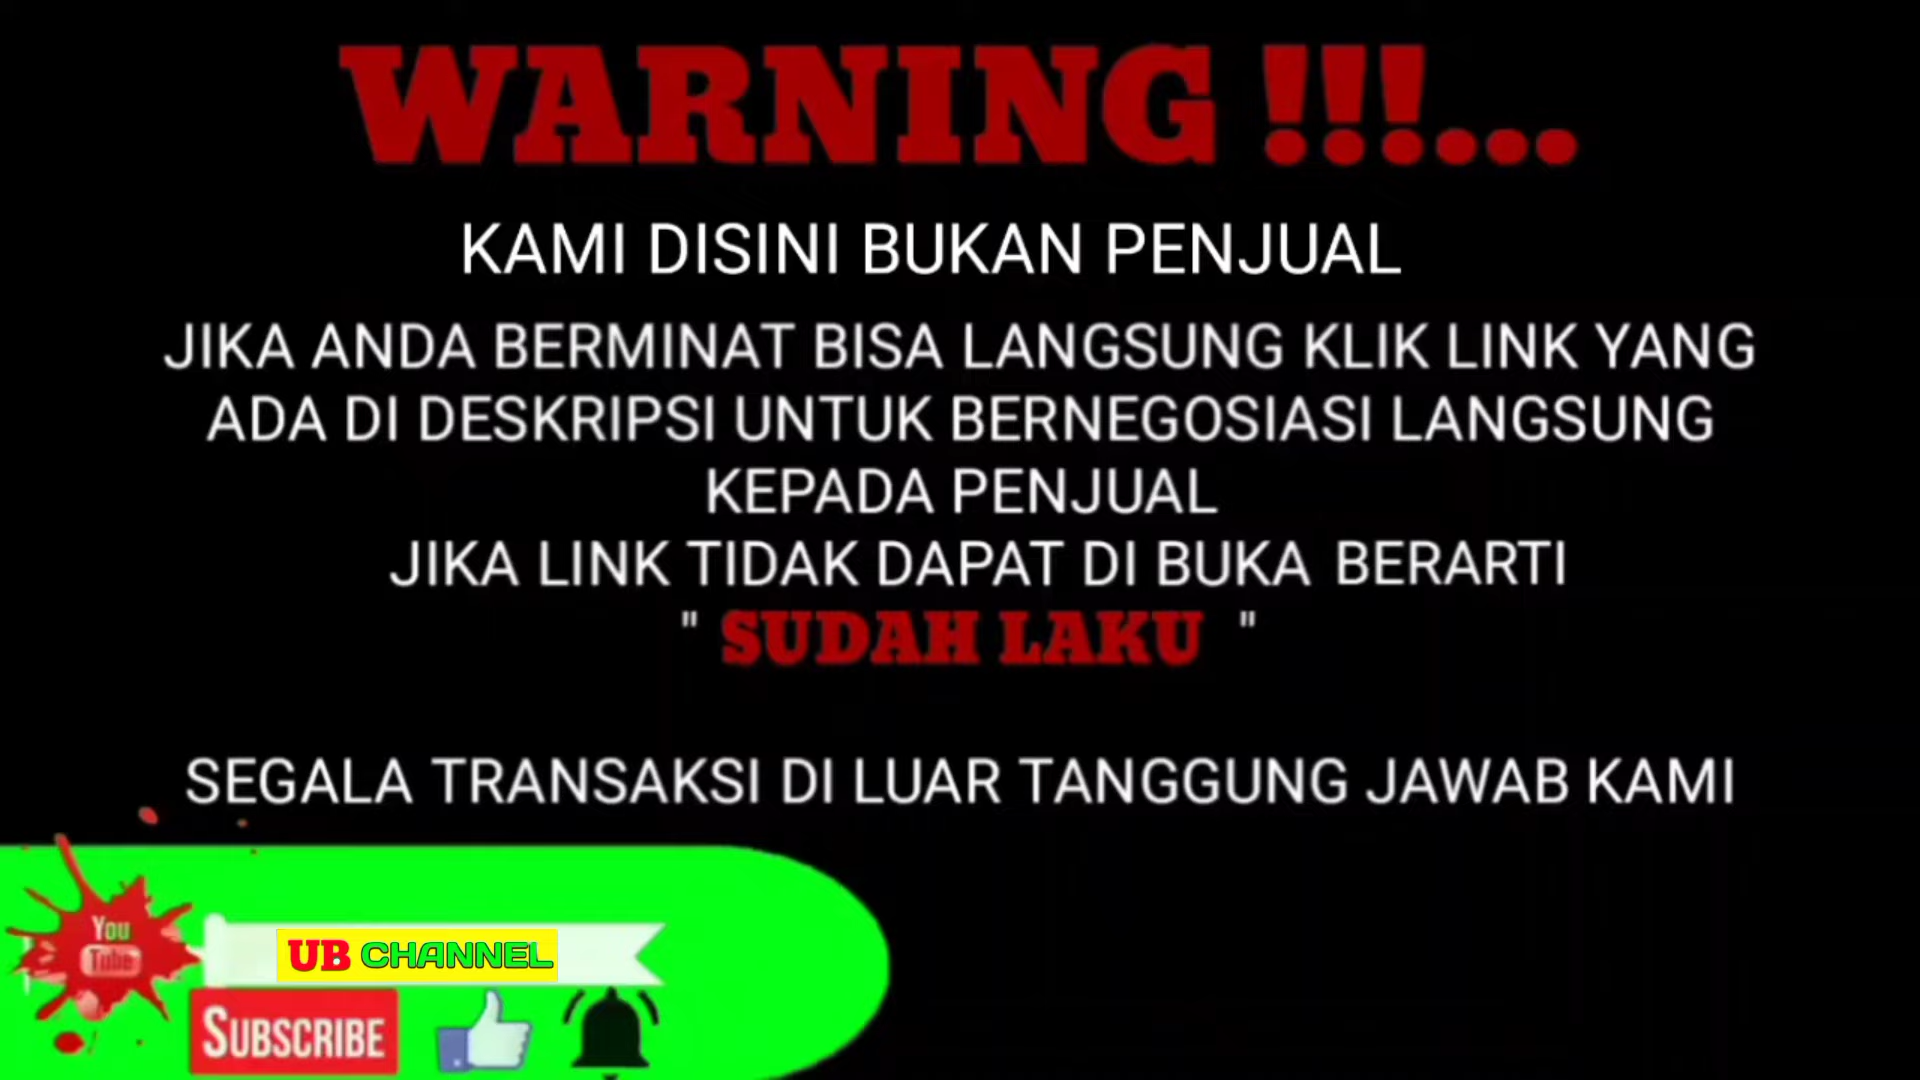 WARNING !!!...
KAMI DISINI BUKAN PENJUAL
JIKA ANDA BERMINAT BISA LANGSUNG KLIK LINK YANG
ADA DI DESKRIPSI UNTUK BERNEGOSIASI LANGSUNG
KEPADA PENJUAL
JIKA LINK TIDAK DAPAT DI BUKA BERARTI
" SUDAH LAKU "
SEGALA TRANSAKSI DI LUAR TANGGUNG JAWAB KAMI
You
Tube
UB CHANNEL
SUBSCRIBE